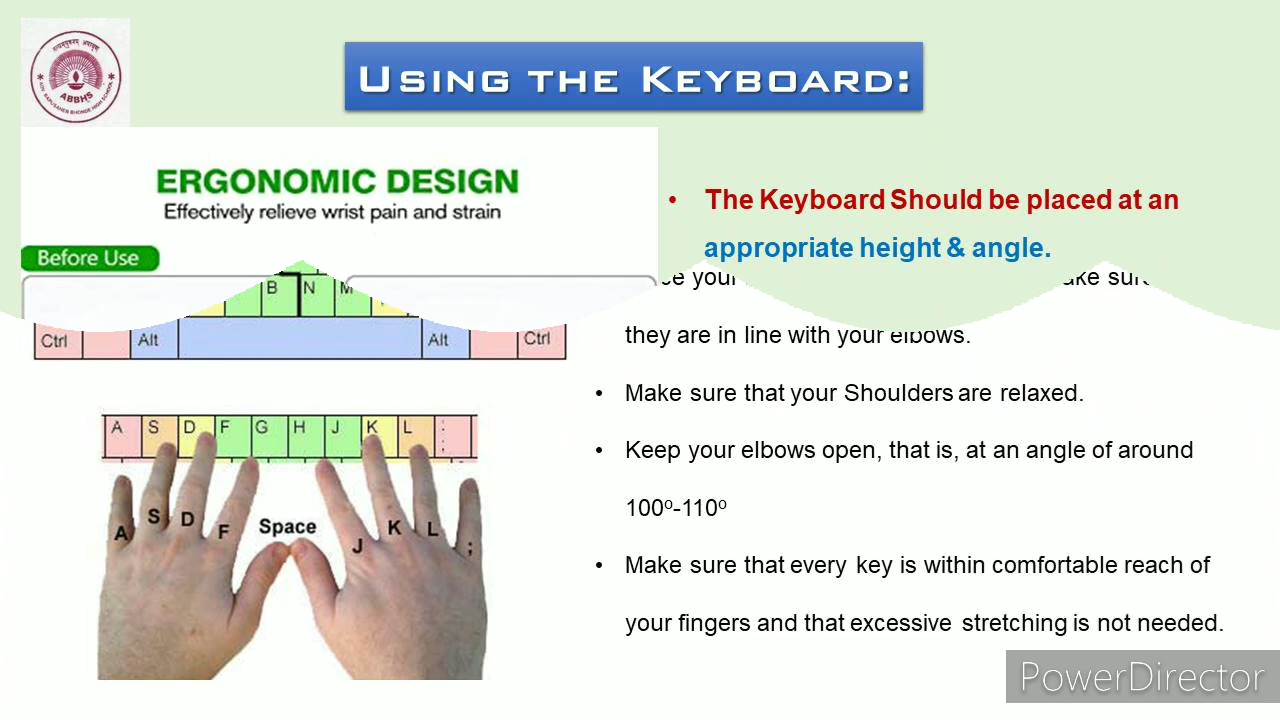 ABBHS
USING THE KEYBOARD:
ERGONOMIC DESIGN
Effectively relieve wrist pain and strain
Before Use
• The Keyboard Should be placed at an
appropriate height & angle.
they are in line with your elbows.
• Make sure that your Shoulders are relaxed.
• Keep your elbows open, that is, at an angle of around
100º-110º
• Make sure that every key is within comfortable reach of
your fingers and that excessive stretching is not needed.
B N M
Ctrl Alt Alt Ctrl
A S D F G H J K L ;
A S D F Space J K L ;
PowerDirector